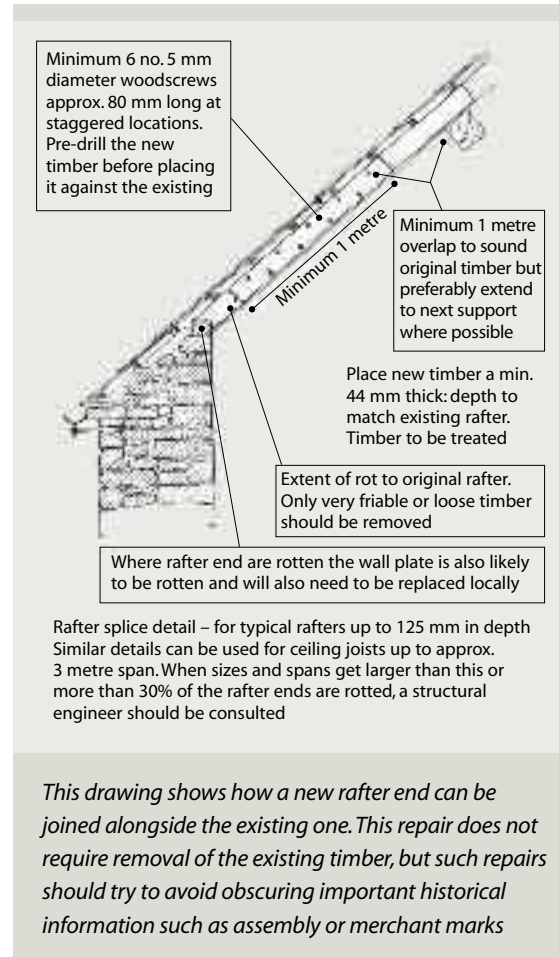 Minimum 6 no. 5 mm
diameter woodscrews
approx. 80 mm long at
staggered locations.
Pre-drill the new
timber before placing
it against the existing
Minimum 1 metre
Minimum 1 metre
overlap to sound
original timber but
preferably extend
to next support
where possible
Place new timber a min.
44 mm thick: depth to
match existing rafter.
Timber to be treated
Extent of rot to original rafter.
Only very friable or loose timber
should be removed
Where rafter end are rotten the wall plate is also likely
to be rotten and will also need to be replaced locally
Rafter splice detail – for typical rafters up to 125 mm in depth
Similar details can be used for ceiling joists up to approx.
3 metre span. When sizes and spans get larger than this or
more than 30% of the rafter ends are rotted, a structural
engineer should be consulted
This drawing shows how a new rafter end can be
joined alongside the existing one. This repair does not
require removal of the existing timber, but such repairs
should try to avoid obscuring important historical
information such as assembly or merchant marks